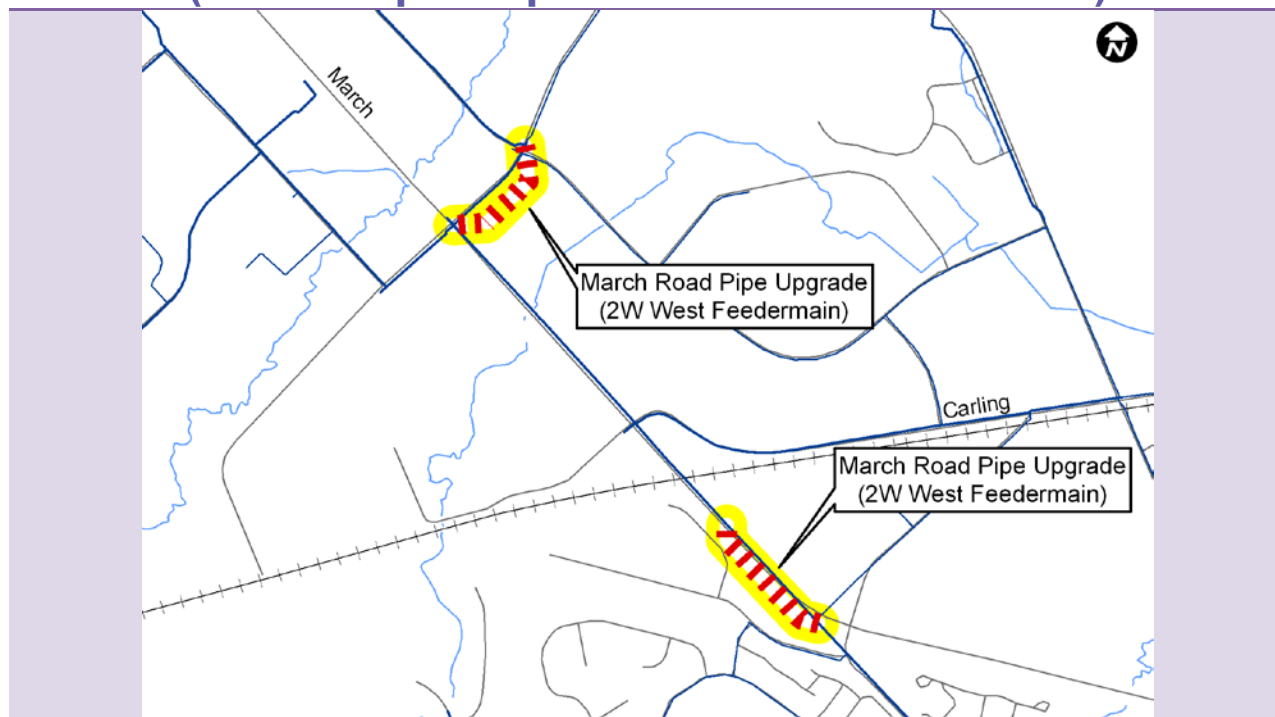 N
March
March Road Pipe Upgrade
(2W West Feedermain)
Carling
March Road Pipe Upgrade
(2W West Feedermain)